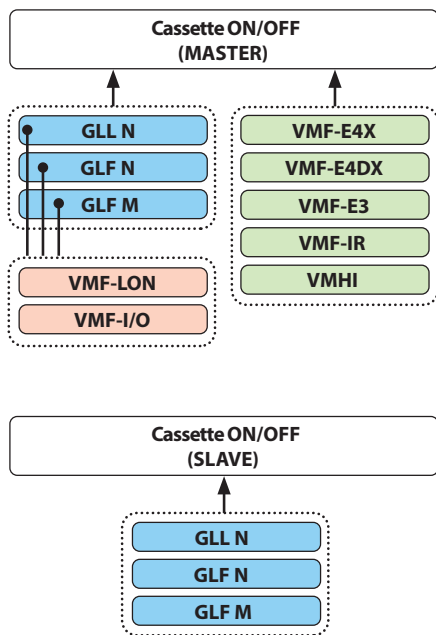 Cassette ON/OFF
(MASTER)
GLL N
GLF N
GLF M
VMF-LON
VMF-I/O
VMF-E4X
VMF-E4DX
VMF-E3
VMF-IR
VMHI
Cassette ON/OFF
(SLAVE)
GLL N
GLF N
GLF M